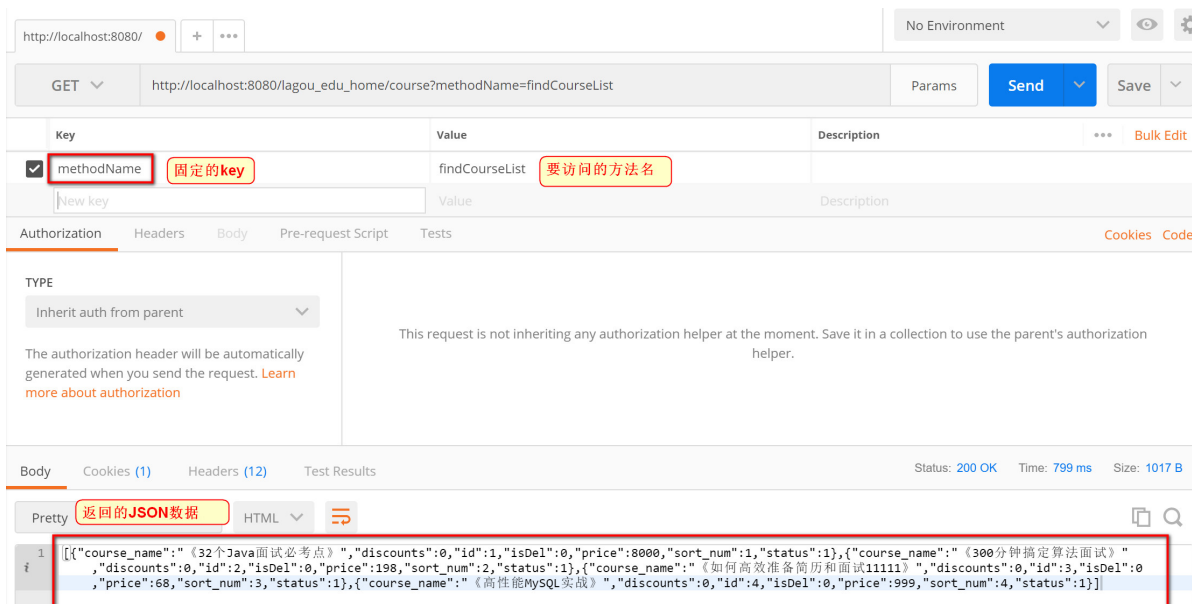 http://localhost:8080/
No Environment
GET http://localhost:8080/lagou_edu_home/course?methodName=findCourseList Params Send Save
Key Value Description Bulk Edit
methodName 固定的key findCourseList 要访问的方法名
New key Value Description
Authorization Headers Body Pre-request Script Tests Cookies Code
TYPE
Inherit auth from parent
The authorization header will be automatically
generated when you send the request. Learn
more about authorization
This request is not inheriting any authorization helper at the moment. Save it in a collection to use the parent's authorization
helper.
Body Cookies (1) Headers (12) Test Results Status: 200 OK Time: 799 ms Size: 1017 B
Pretty 返回的JSON数据 HTML
1 [{"course_name":"《32个Java面试必考点》","discounts":0,"id":1,"isDel":0,"price":8000,"sort_num":1,"status":1},{"course_name":"《300分钟搞定算法面试》"
i ,"discounts":0,"id":2,"isDel":0,"price":198,"sort_num":2,"status":1},{"course_name":"《如何高效准备简历和面试11111》","discounts":0,"id":3,"isDel":0
,"price":68,"sort_num":3,"status":1},{"course_name":"《高性能MySQL实战》","discounts":0,"id":4,"isDel":0,"price":999,"sort_num":4,"status":1}]